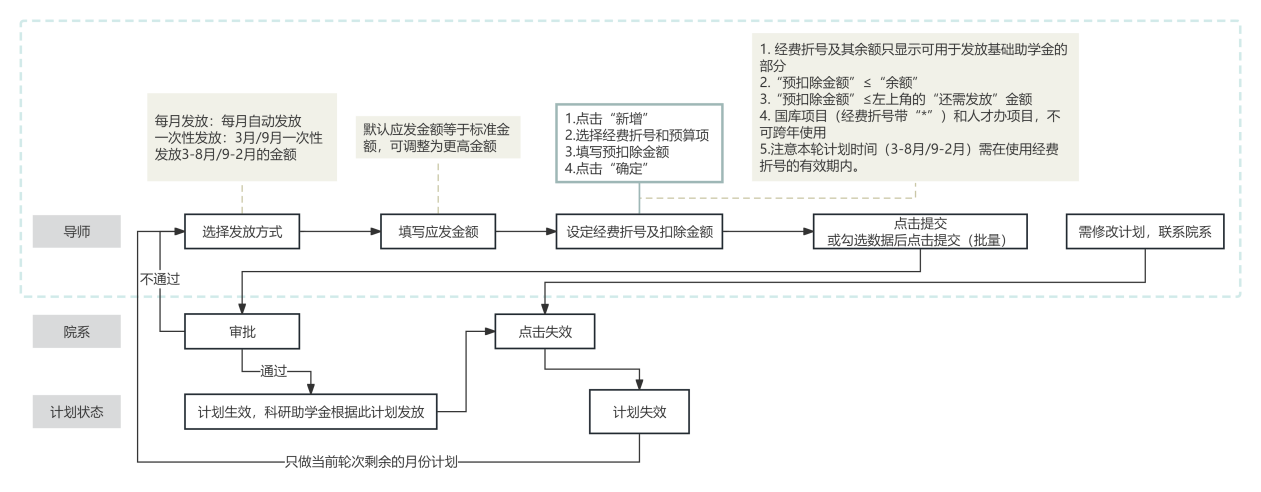 1. 经费折号及其余额只显示可用于发放基础助学金的
部分
2.“预扣除金额”≤“余额”
3.“预扣除金额”≤左上角的“还需发放”金额
4. 国库项目（经费折号带“*”）和人才办项目，不
可跨年使用
5.注意本轮计划时间（3-8月/9-2月）需在使用经费
折号的有效期内。
每月发放：每月自动发放
一次性发放：3月/9月一次性
发放3-8月/9-2月的金额
默认应发金额等于标准金
额，可调整为更高金额
1.点击“新增”
2.选择经费折号和预算项
3.填写预扣除金额
4.点击“确定”
导师
选择发放方式
填写应发金额
设定经费折号及扣除金额
点击提交
或勾选数据后点击提交（批量）
需修改计划，联系院系
不通过
院系
审批
点击失效
通过
计划状态
计划生效，科研助学金根据此计划发放
计划失效
只做当前轮次剩余的月份计划